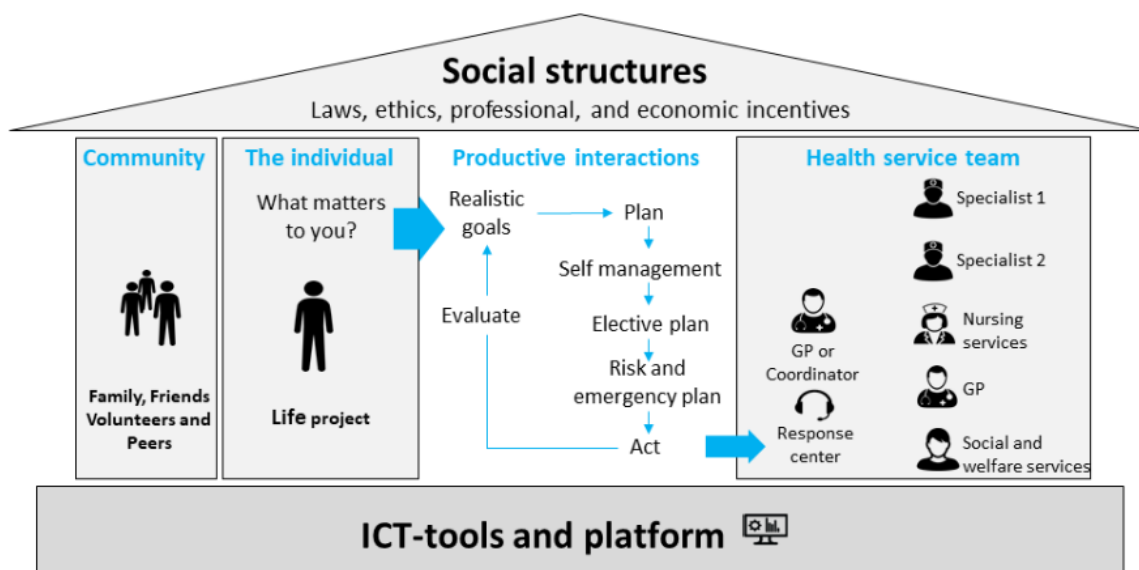 Social structures
Laws, ethics, professional, and economic incentives
Community
Family, Friends
Volunteers and
Peers
The individual
What matters
to you?
Life project
Productive interactions
Realistic
goals
Plan
Self management
Elective plan
Risk and
emergency plan
Act
Evaluate
Health service team
GP or
Coordinator
Response
center
Specialist 1
Specialist 2
Nursing
services
GP
Social and
welfare services
ICT-tools and platform